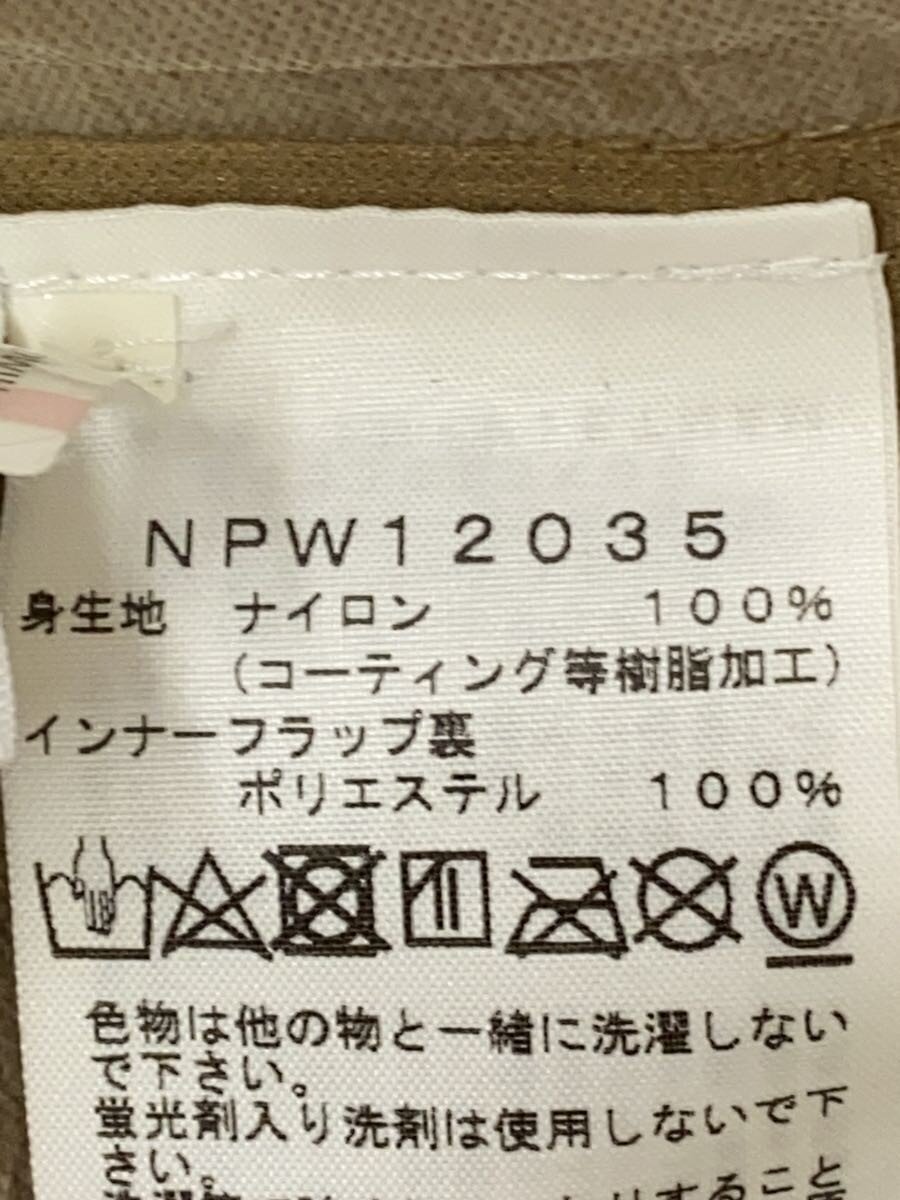 NPW12035
身生地 ナイロン 100%
(コーティング等樹脂加工)
インナーフラップ裏
ポリエステル 100%
W
色物は他の物と一緒に洗濯しない
で下さい。
蛍光剤入り洗剤は使用しないで下
さい。